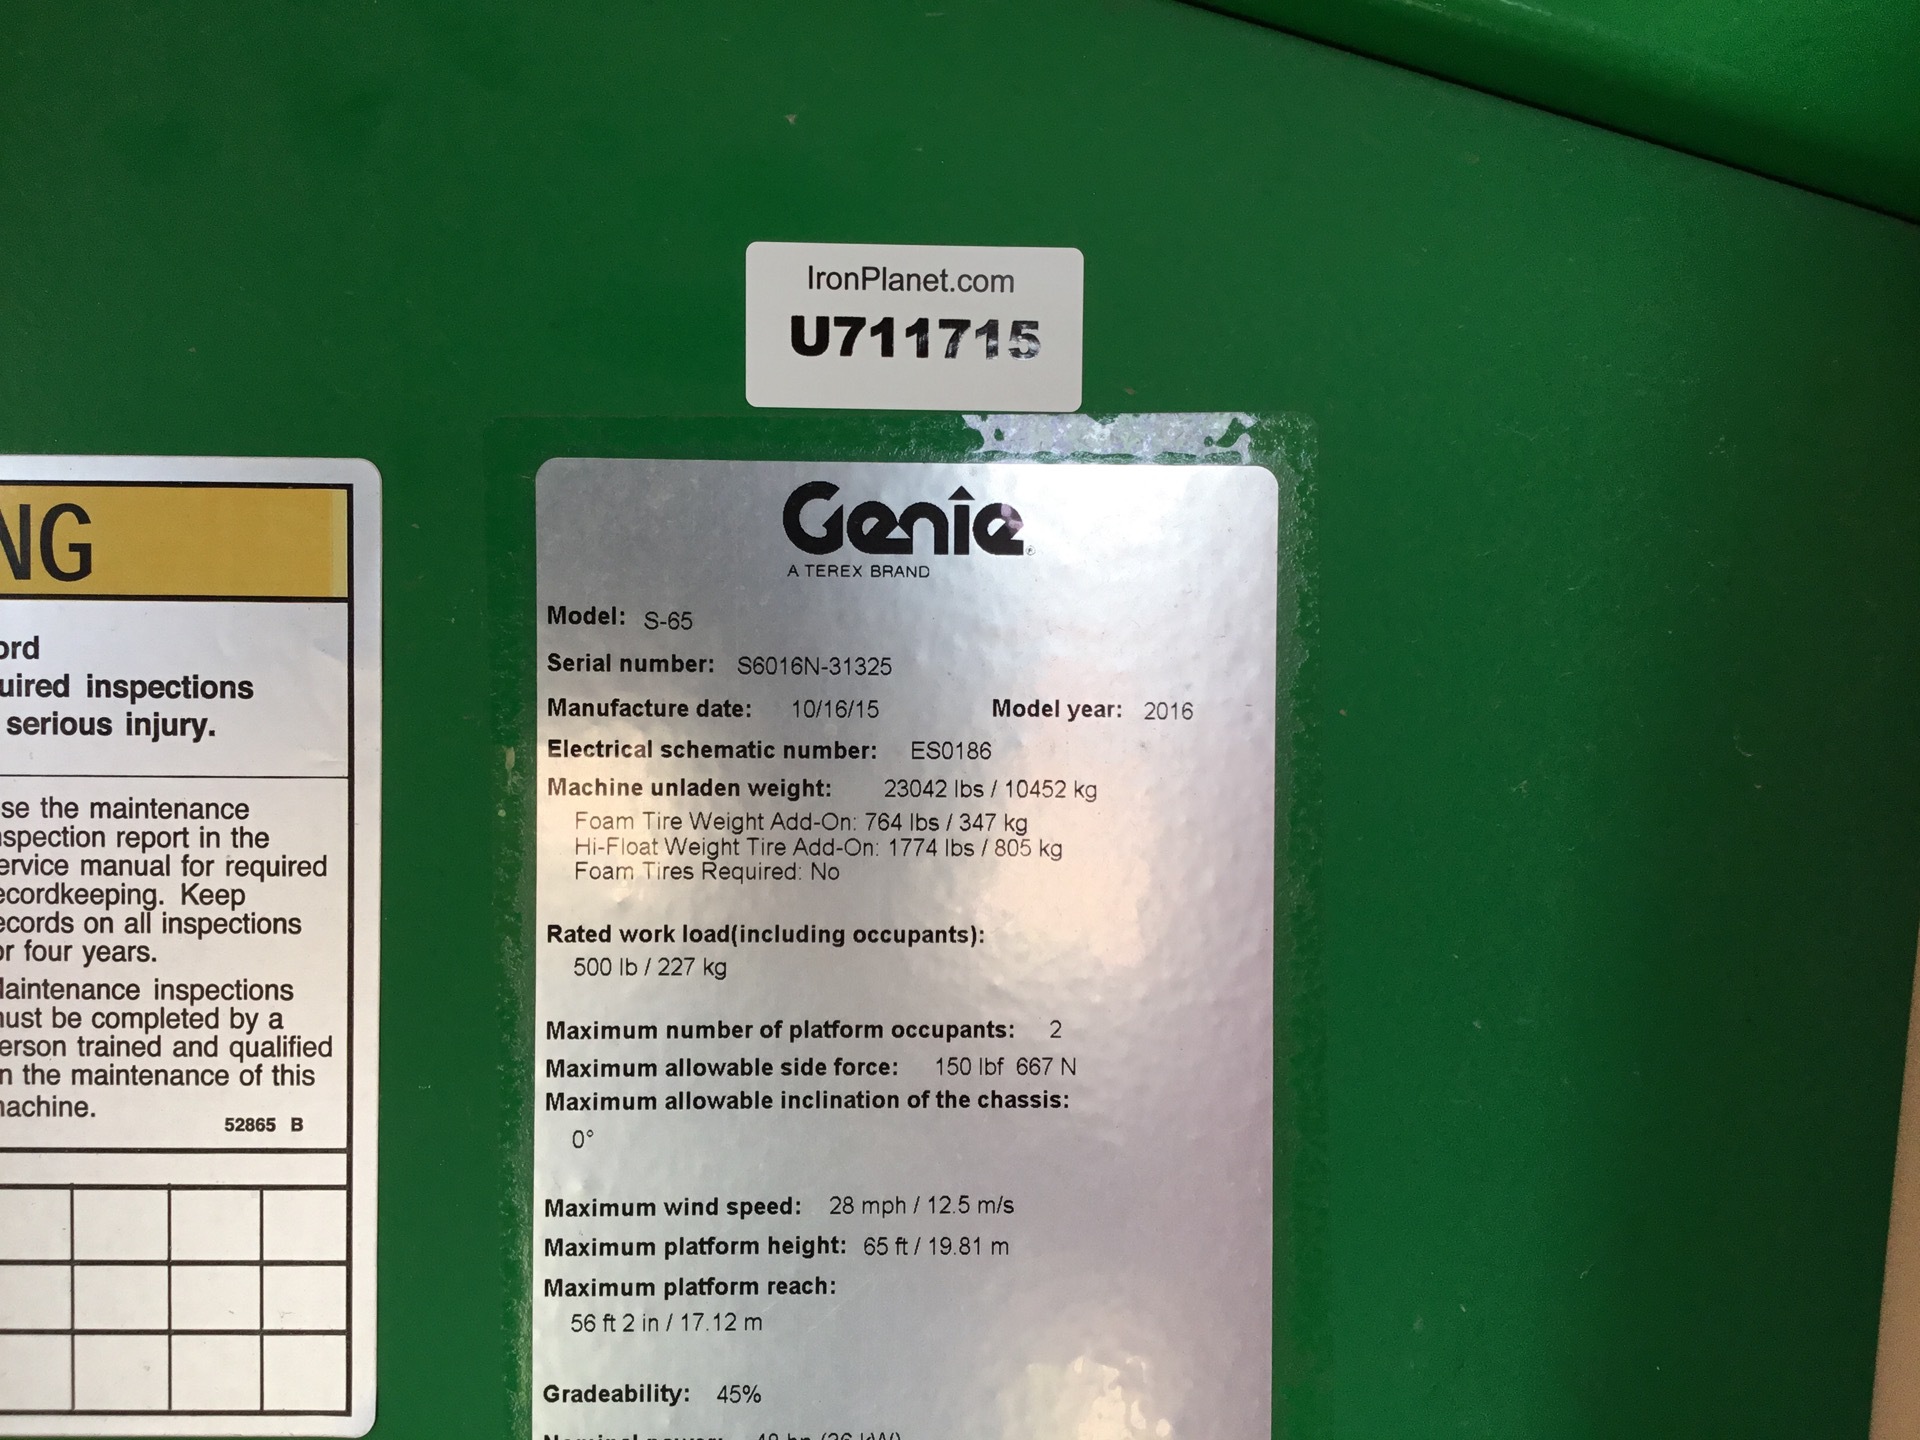 IronPlanet.com
U711715
Genie®
A TEREX BRAND
Model: S-65
Serial number: S6016N-31325
Manufacture date: 10/16/15 Model year: 2016
Electrical schematic number: ES0186
Machine unladen weight: 23042 lbs / 10452 kg
Foam Tire Weight Add-On: 764 lbs / 347 kg
Hi-Float Weight Tire Add-On: 1774 lbs / 805 kg
Foam Tires Required: No
Rated work load(including occupants):
500 lb / 227 kg
Maximum number of platform occupants: 2
Maximum allowable side force: 150 lbf 667 N
Maximum allowable inclination of the chassis:
0°
Maximum wind speed: 28 mph / 12.5 m/s
Maximum platform height: 65 ft / 19.81 m
Maximum platform reach:
56 ft 2 in / 17.12 m
Gradeability: 45%
NG
ord
uired inspections
serious injury.
se the maintenance
spection report in the
ervice manual for required
ecordkeeping. Keep
ecords on all inspections
or four years.
aintenance inspections
ust be completed by a
erson trained and qualified
n the maintenance of this
achine.
52865 B